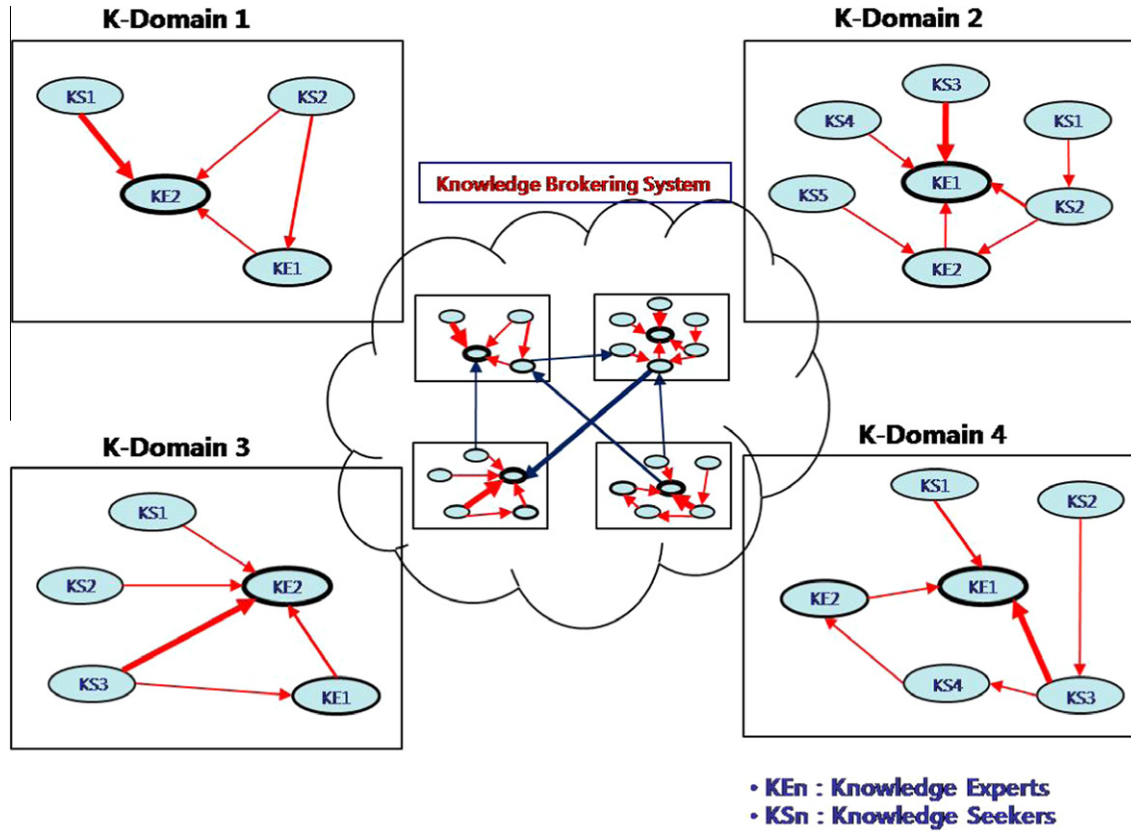 K-Domain 1
K-Domain 2
KS1
KS2
KE2
KE1
KS3
KS4
KS1
KE1
KS5
KS2
KE2
Knowledge Brokering System
K-Domain 3
K-Domain 4
KS1
KS2
KE2
KS3
KE1
KS1
KS2
KE1
KE2
KS4
KS3
• KEn : Knowledge Experts
• KSn : Knowledge Seekers